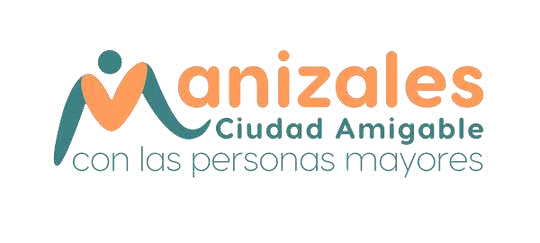 Manizales
Ciudad Amigable
con las personas mayores